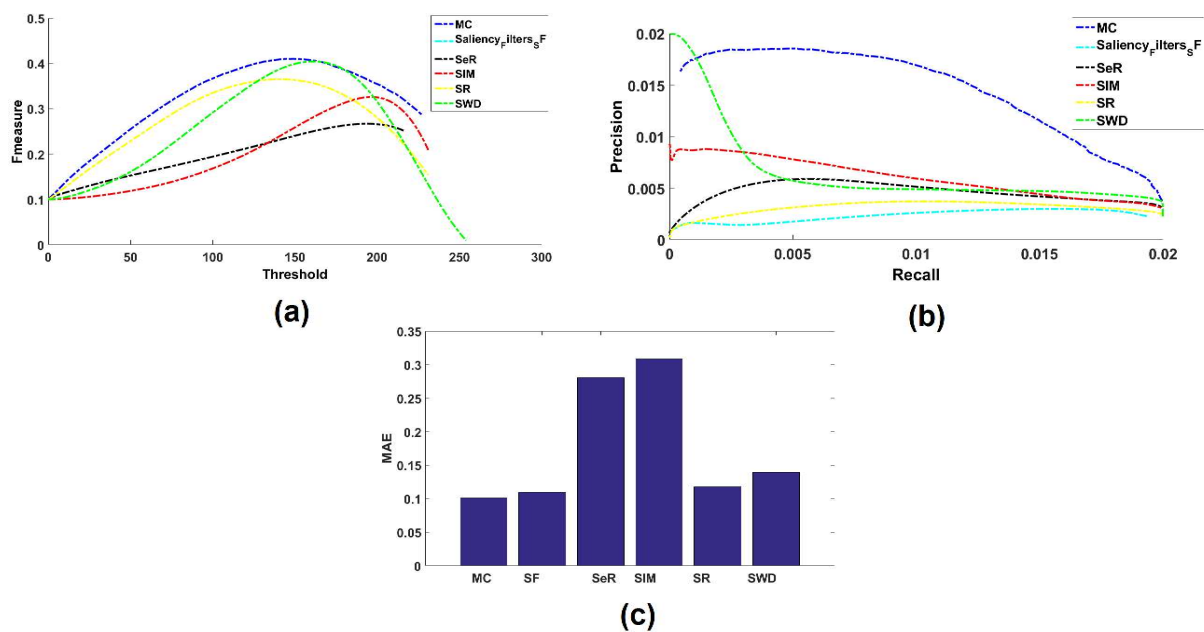 0.5
0.4
0.3
0.2
0.1
0
Fmeasure
0 50 100 150 200 250 300
Threshold
MC
Saliency_Filters_SF
SeR
SIM
SR
SWD
(a)
0.02
0.015
0.01
0.005
0
Precision
0 0.005 0.01 0.015 0.02
Recall
MC
Saliency_Filters_SF
SeR
SIM
SR
SWD
(b)
0.35
0.3
0.25
0.2
0.15
0.1
0.05
0
MAE
MC SF SeR SIM SR SWD
(c)